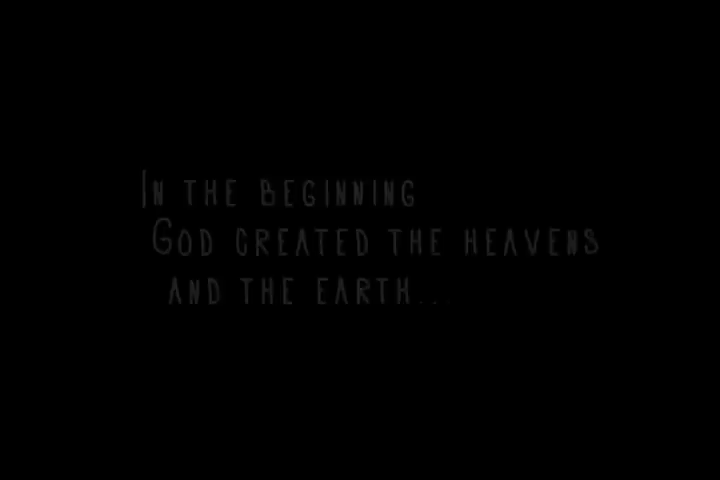 In the beginning
God created the heavens
and the earth...